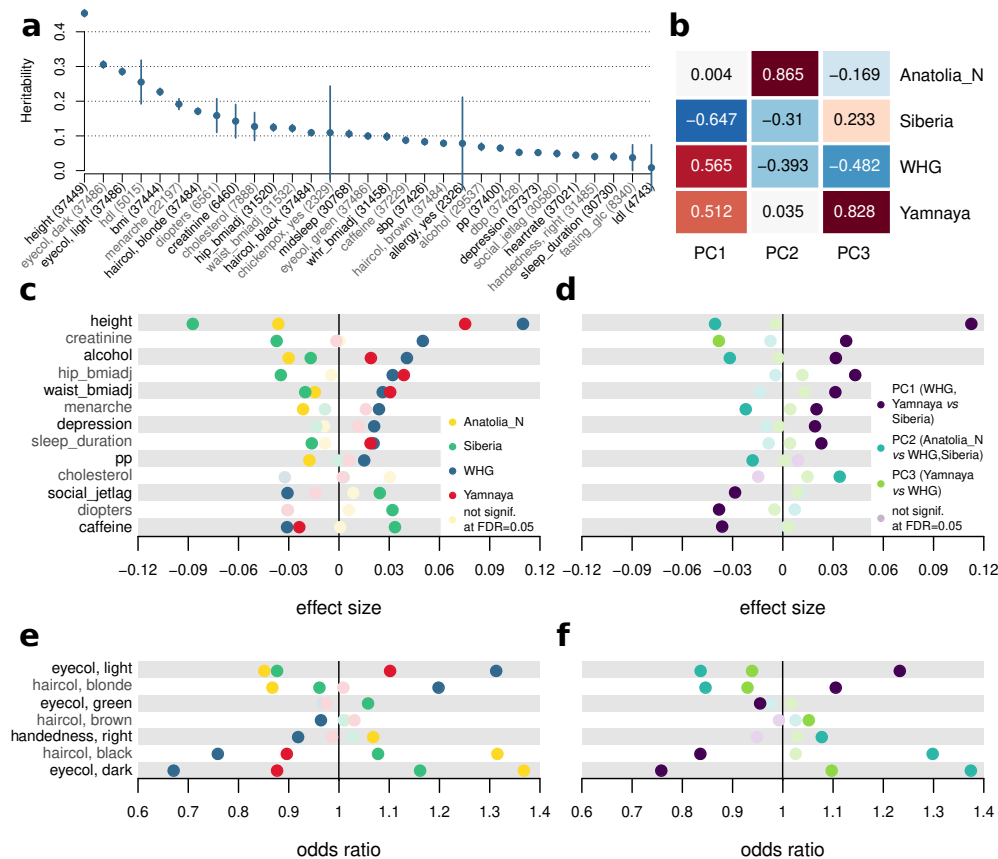 a
b
Heritability
0.0
0.1
0.2
0.3
0.4
height (37449)
eyecol, dark (37486)
eyecol, light (37486)
hdl (5015)
bmi (37444)
menarche (22197)
haircol, blonde (37484)
diopters (6561)
creatinine (6460)
cholesterol (7888)
hip_bmiadj (31520)
waist_bmiadj (31532)
haircol, black (37484)
chickenpox, yes (2329)
midsleep (30768)
eyecol, green (37486)
whr_bmiadj (31458)
caffeine (37229)
sbp (37426)
haircol, brown (37484)
allergy, yes (2326)
alcohol (29537)
pp (37400)
dbp (37428)
depression (37373)
social_jetlag (30580)
heartrate (37021)
handedness, right (31485)
sleep_duration (30730)
fasting_glc (8340)
ldl (4743)
0.004 0.865 −0.169 Anatolia_N
−0.647 −0.31 0.233 Siberia
0.565 −0.393 −0.482 WHG
0.512 0.035 0.828 Yamnaya
PC1 PC2 PC3
c
height
creatinine
alcohol
hip_bmiadj
waist_bmiadj
menarche
depression
sleep_duration
pp
cholesterol
social_jetlag
diopters
caffeine
Anatolia_N
Siberia
WHG
Yamnaya
not signif.
at FDR=0.05
−0.12 −0.09 −0.06 −0.03 0 0.03 0.06 0.09 0.12
effect size
d
PC1 (WHG,
Yamnaya vs
Siberia)
PC2 (Anatolia_N
vs WHG,Siberia)
PC3 (Yamnaya
vs WHG)
not signif.
at FDR=0.05
−0.12 −0.09 −0.06 −0.03 0 0.03 0.06 0.09 0.12
effect size
e
eyecol, light
haircol, blonde
eyecol, green
haircol, brown
handedness, right
haircol, black
eyecol, dark
0.6 0.7 0.8 0.9 1 1.1 1.2 1.3 1.4
odds ratio
f
0.6 0.7 0.8 0.9 1 1.1 1.2 1.3 1.4
odds ratio